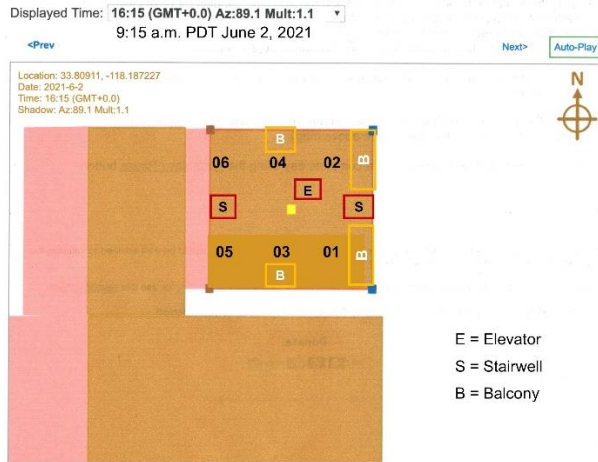 Displayed Time: 16:15 (GMT+0.0) Az:89.1 Mult:1.1
9:15 a.m. PDT June 2, 2021
<Prev Next> Auto-Play
Location: 33.80911, -118.187227
Date: 2021-6-2
Time: 16:15 (GMT+0.0)
Shadow: Az:89.1 Mult:1.1
N
B
B
06 04 02
E
S S
05 03 01
B
B
E = Elevator
S = Stairwell
B = Balcony